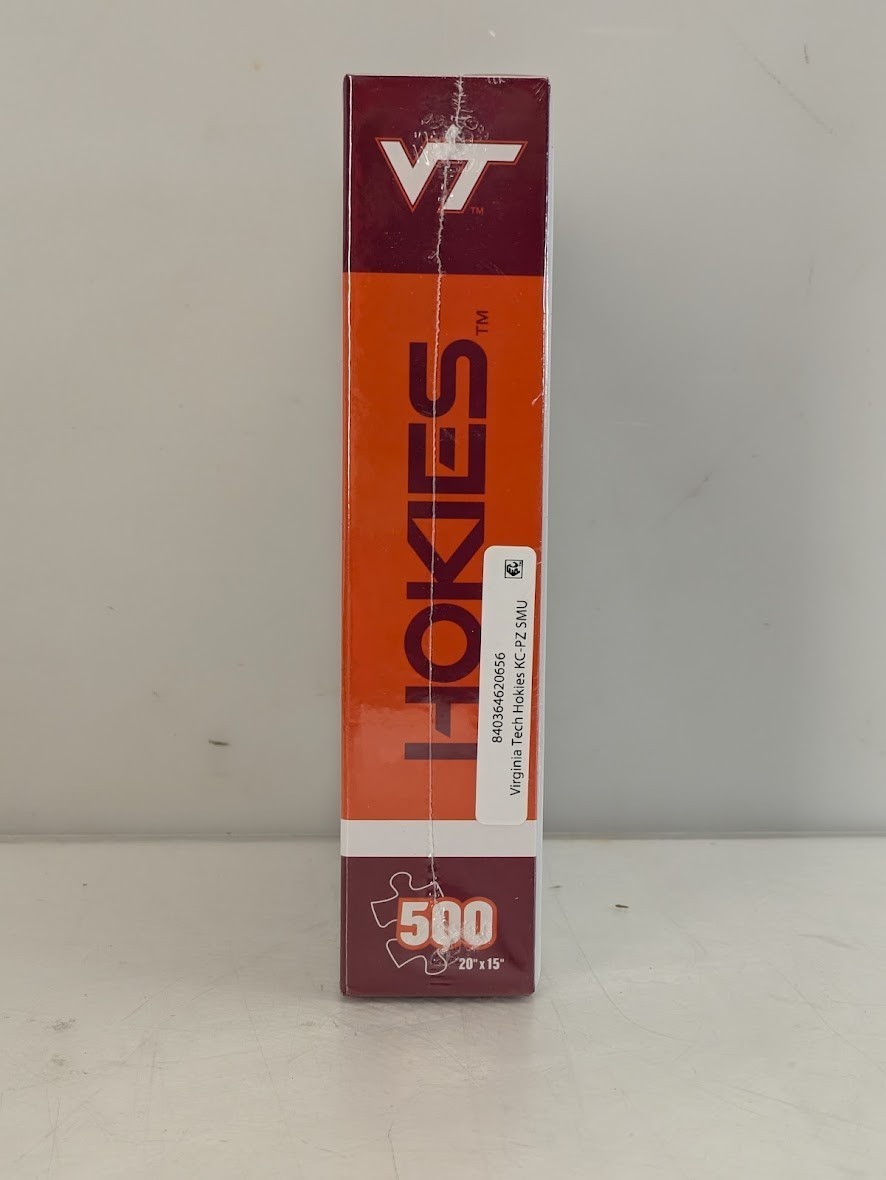 VT
TM
HOKIES
TM
840364620656
Virginia Tech Hokies KC-PZ SMU
500
20" x 15"